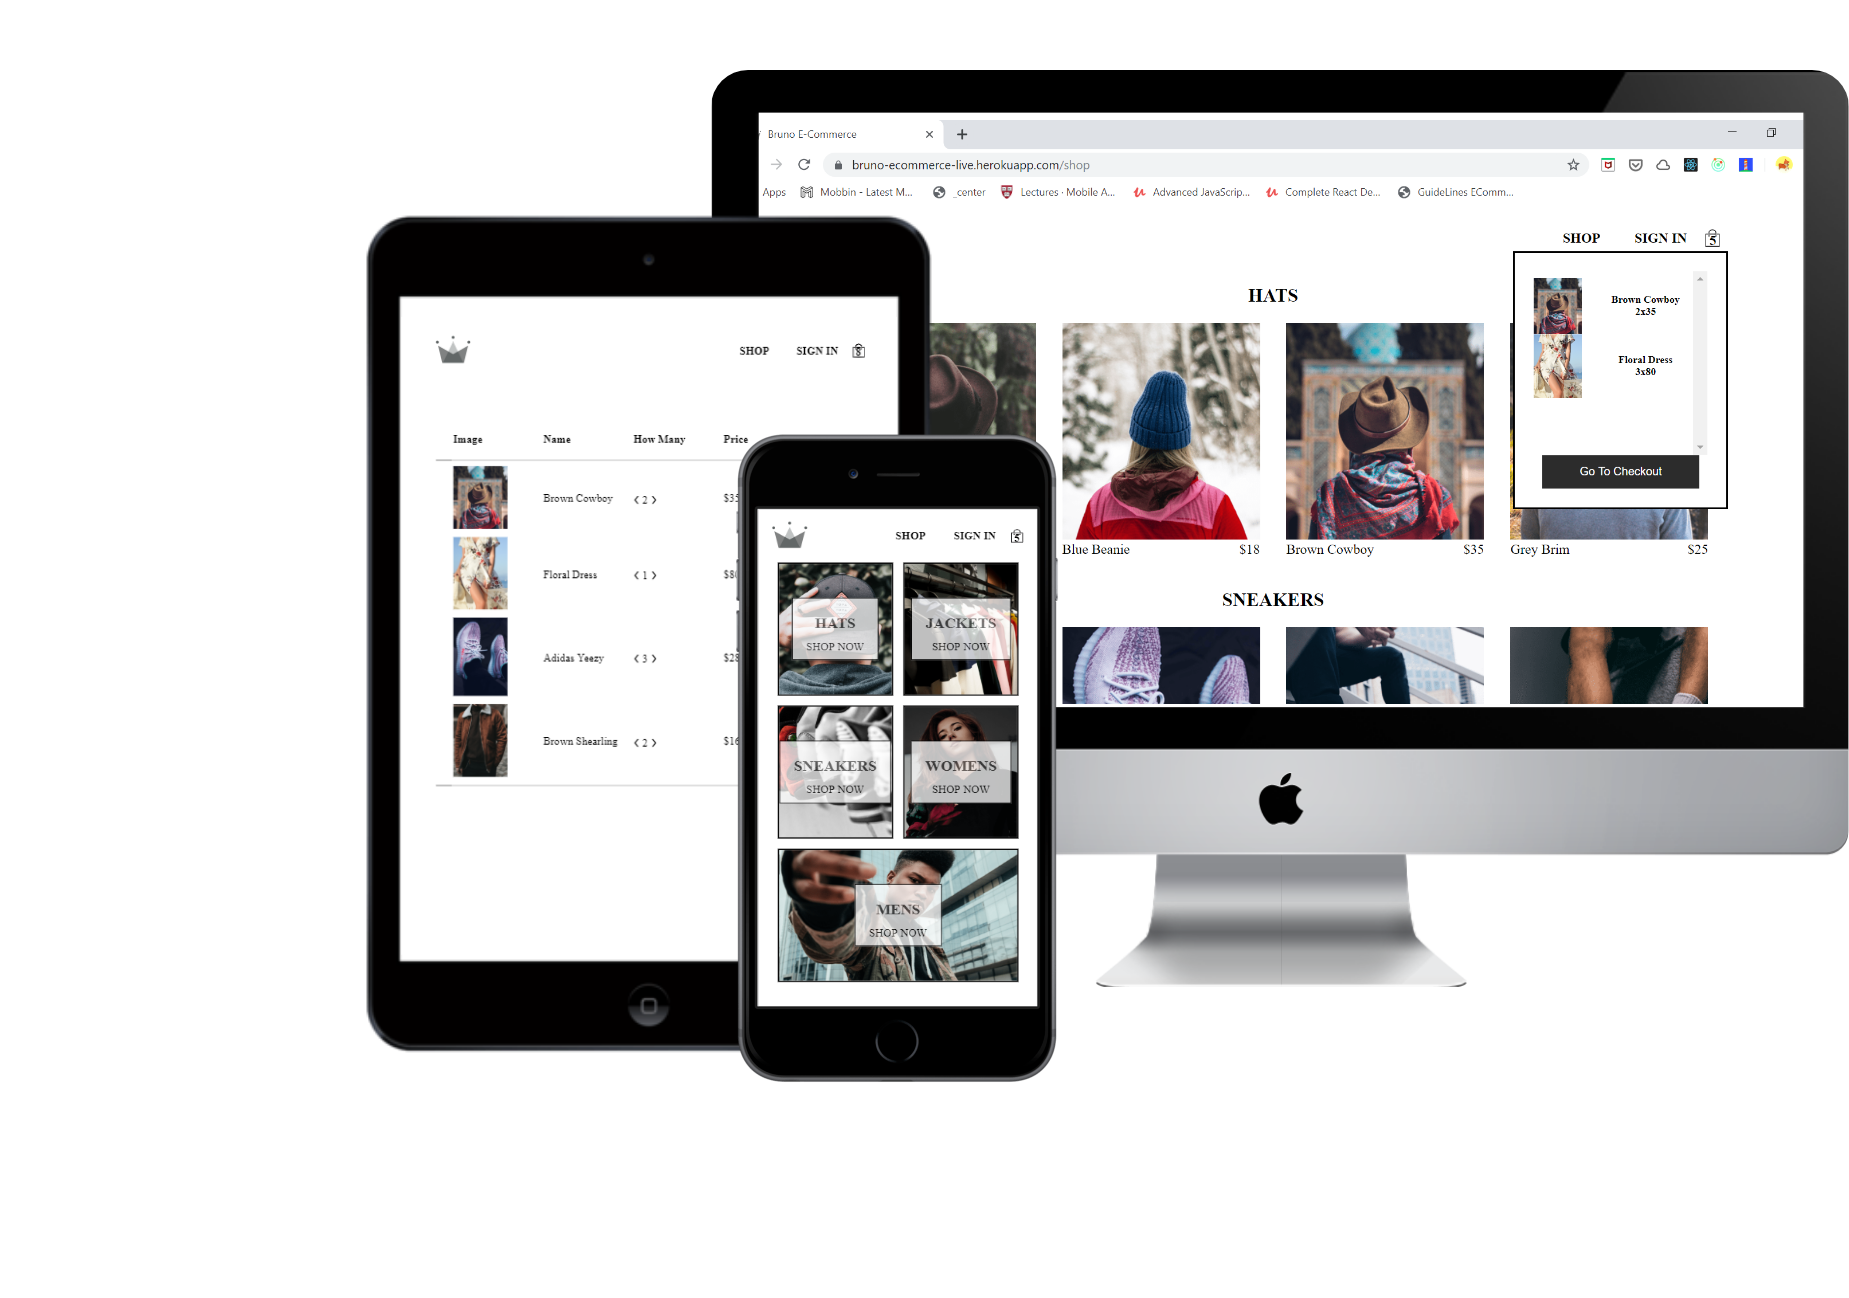 Bruno E-Commerce
bruno-ecommerce-live.herokuapp.com/shop
Apps Mobbin - Latest M... _center Lectures · Mobile A... Advanced JavaScrip... Complete React De... GuideLines EComm...
SHOP SIGN IN 5
HATS
Brown Cowboy
2x35
Floral Dress
3x80
Go To Checkout
Blue Beanie $18
Brown Cowboy $35
Grey Brim $25
SNEAKERS
SHOP SIGN IN 8
Image Name How Many Price
Brown Cowboy ❮ 2 ❯ $35
Floral Dress ❮ 1 ❯
Adidas Yeezy ❮ 3 ❯ $28
Brown Shearling ❮ 2 ❯ $16
SHOP SIGN IN 5
HATS
SHOP NOW
JACKETS
SHOP NOW
SNEAKERS
SHOP NOW
WOMENS
SHOP NOW
MENS
SHOP NOW